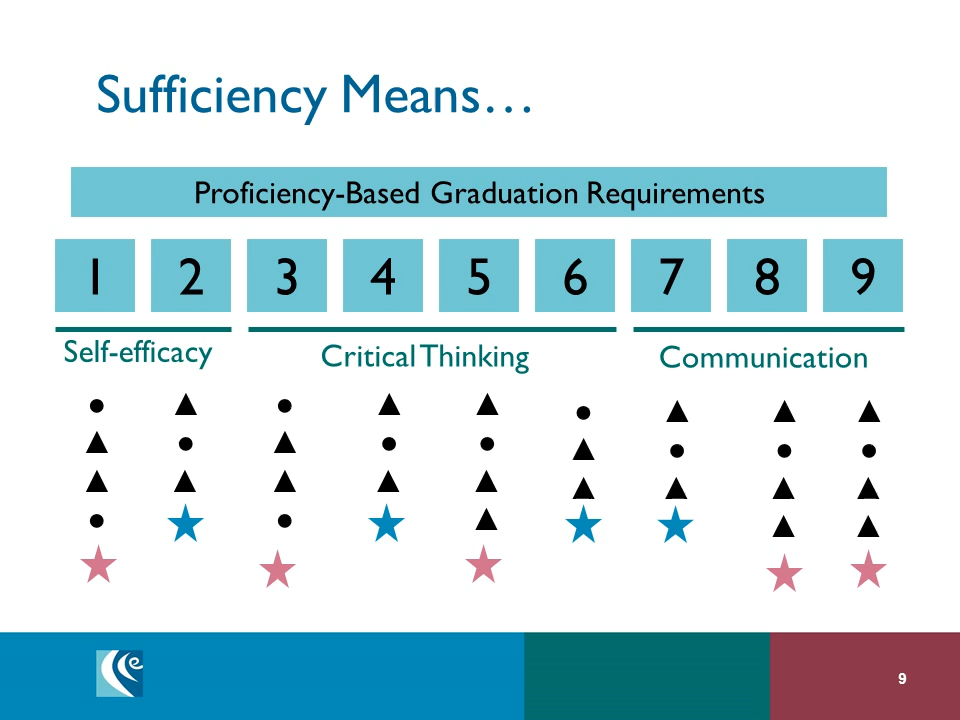 Sufficiency Means…
Proficiency-Based Graduation Requirements
1 2 3 4 5 6 7 8 9
Self-efficacy Critical Thinking Communication
9